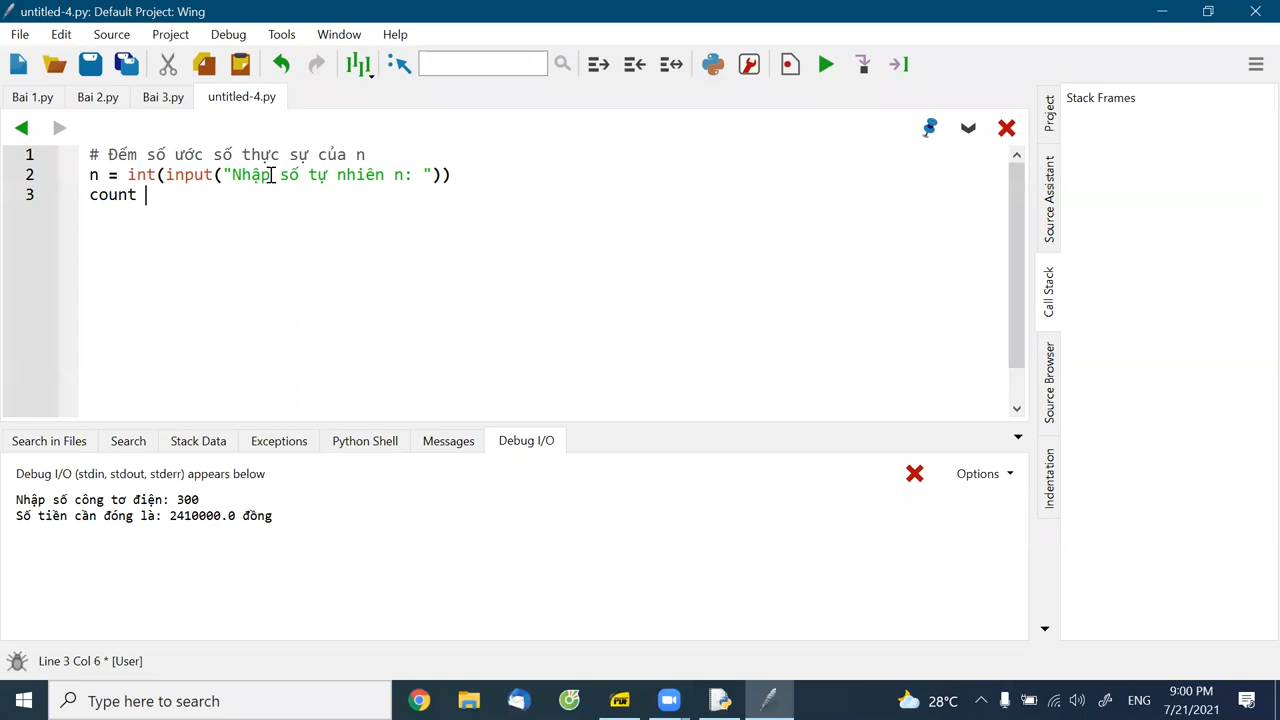 untitled-4.py: Default Project: Wing
File Edit Source Project Debug Tools Window Help
Bai 1.py Bai 2.py Bai 3.py untitled-4.py
Stack Frames
1 # Đếm số ước số thực sự của n
2 n = int(input("Nhập số tự nhiên n: "))
3 count
Project
Source Assistant
Call Stack
Source Browser
Indentation
Search in Files Search Stack Data Exceptions Python Shell Messages Debug I/O
Debug I/O (stdin, stdout, stderr) appears below Options
Nhập số công tơ điện: 300
Số tiền cần đóng là: 2410000.0 đồng
Line 3 Col 6 * [User]
Type here to search
PDF
28°C
ENG
9:00 PM
7/21/2021